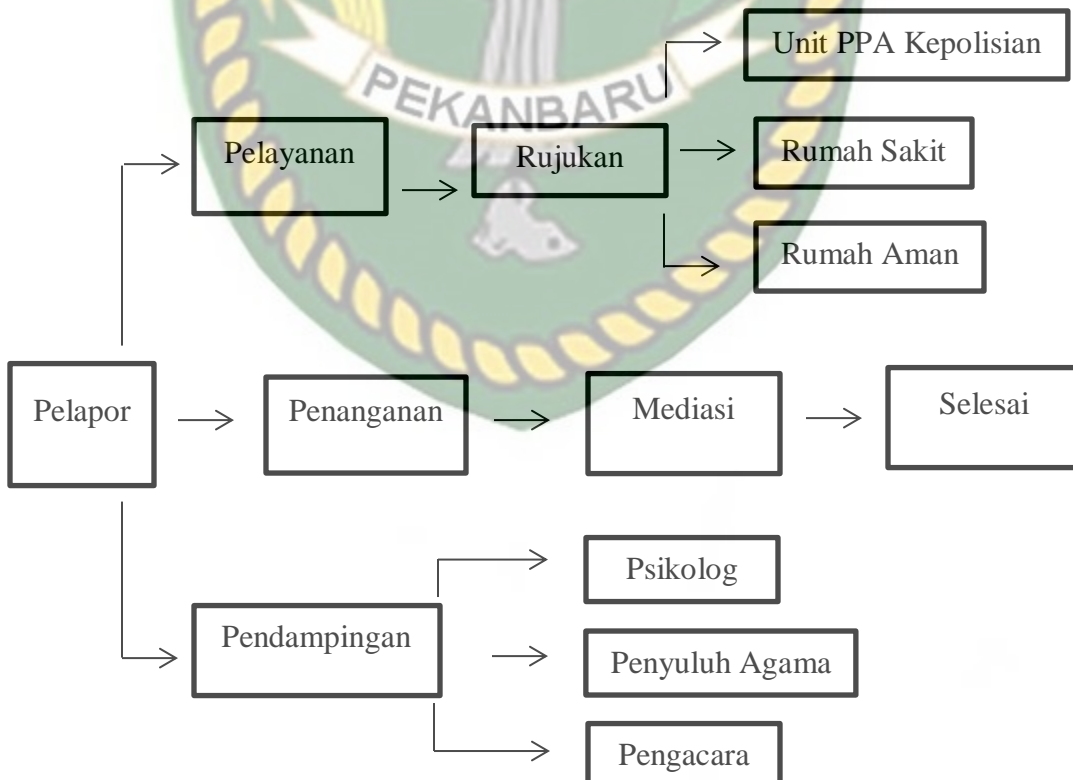 Unit PPA Kepolisian
PEKANBARU
Pelayanan
Rujukan
Rumah Sakit
Rumah Aman
Pelapor
Penanganan
Mediasi
Selesai
Psikolog
Pendampingan
Penyuluh Agama
Pengacara